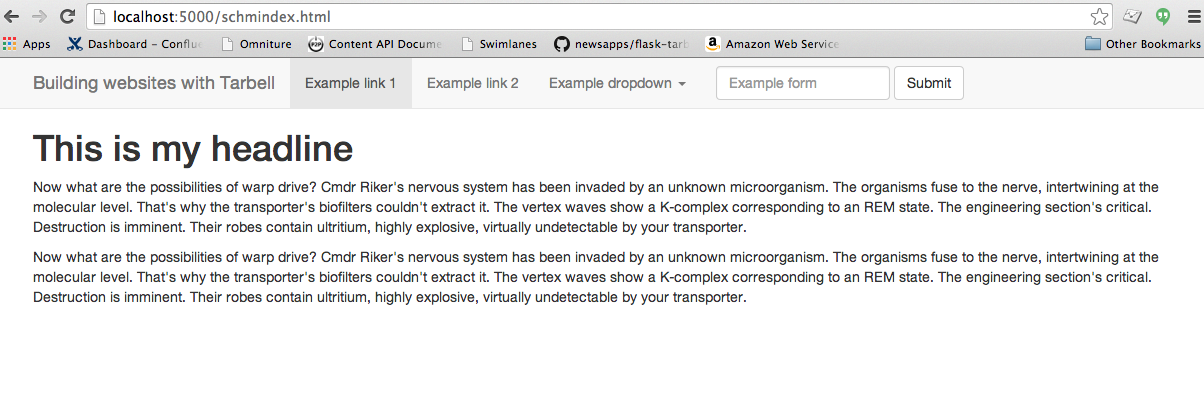 localhost:5000/schmindex.html
Apps Dashboard – Conflue Omniture Content API Docume Swimlanes newsapps/flask-tarb Amazon Web Service Other Bookmarks
Building websites with Tarbell Example link 1 Example link 2 Example dropdown Example form Submit
This is my headline
Now what are the possibilities of warp drive? Cmdr Riker's nervous system has been invaded by an unknown microorganism. The organisms fuse to the nerve, intertwining at the
molecular level. That's why the transporter's biofilters couldn't extract it. The vertex waves show a K-complex corresponding to an REM state. The engineering section's critical.
Destruction is imminent. Their robes contain ultritium, highly explosive, virtually undetectable by your transporter.
Now what are the possibilities of warp drive? Cmdr Riker's nervous system has been invaded by an unknown microorganism. The organisms fuse to the nerve, intertwining at the
molecular level. That's why the transporter's biofilters couldn't extract it. The vertex waves show a K-complex corresponding to an REM state. The engineering section's critical.
Destruction is imminent. Their robes contain ultritium, highly explosive, virtually undetectable by your transporter.